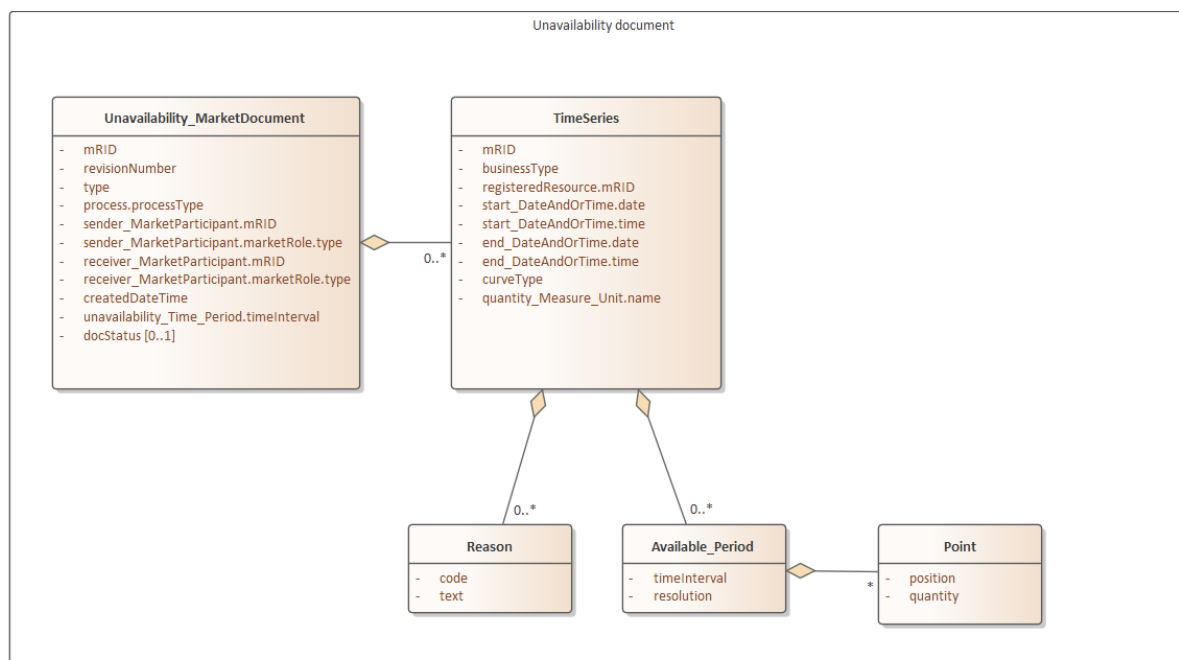 Unavailability document
Unavailability_MarketDocument
- mRID
- revisionNumber
- type
- process.processType
- sender_MarketParticipant.mRID
- sender_MarketParticipant.marketRole.type
- receiver_MarketParticipant.mRID
- receiver_MarketParticipant.marketRole.type
- createdDateTime
- unavailability_Time_Period.timeInterval
- docStatus [0..1]
0..*
TimeSeries
- mRID
- businessType
- registeredResource.mRID
- start_DateAndOrTime.date
- start_DateAndOrTime.time
- end_DateAndOrTime.date
- end_DateAndOrTime.time
- curveType
- quantity_Measure_Unit.name
0..*
0..*
Reason
- code
- text
Available_Period
- timeInterval
- resolution
*
Point
- position
- quantity